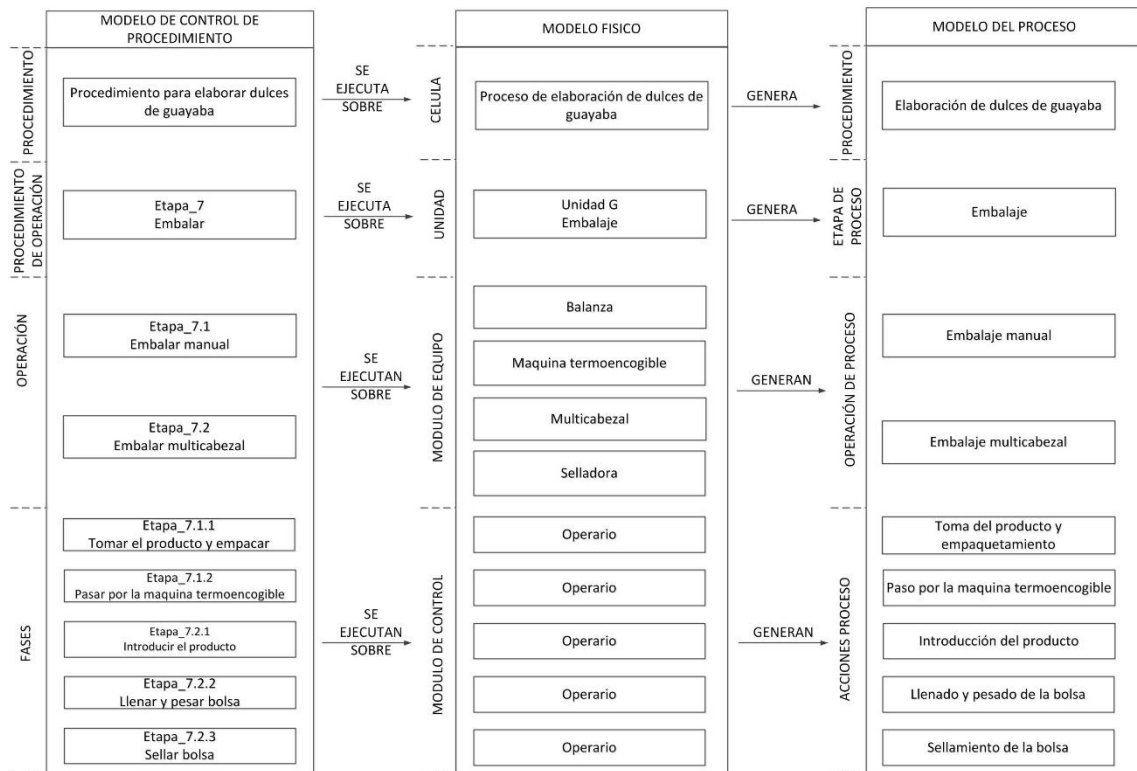 MODELO DE CONTROL DE
PROCEDIMIENTO
MODELO FISICO
MODELO DEL PROCESO
PROCEDIMIENTO
Procedimiento para elaborar dulces
de guayaba
SE
EJECUTA
SOBRE
CELULA
Proceso de elaboración de dulces de
guayaba
GENERA
PROCEDIMIENTO
Elaboración de dulces de guayaba
PROCEDIMIENTO
DE OPERACIÓN
Etapa_7
Embalar
SE
EJECUTA
SOBRE
UNIDAD
Unidad G
Embalaje
GENERA
ETAPA DE
PROCESO
Embalaje
OPERACIÓN
Etapa_7.1
Embalar manual
Etapa_7.2
Embalar multicabezal
SE
EJECUTAN
SOBRE
MODULO DE EQUIPO
Balanza
Maquina termoencogible
Multicabezal
Selladora
GENERAN
OPERACIÓN DE PROCESO
Embalaje manual
Embalaje multicabezal
FASES
Etapa_7.1.1
Tomar el producto y empacar
Etapa_7.1.2
Pasar por la maquina termoencogible
Etapa_7.2.1
Introducir el producto
Etapa_7.2.2
Llenar y pesar bolsa
Etapa_7.2.3
Sellar bolsa
SE
EJECUTAN
SOBRE
MODULO DE CONTROL
Operario
Operario
Operario
Operario
Operario
GENERAN
ACCIONES PROCESO
Toma del producto y
empaquetamiento
Paso por la maquina termoencogible
Introducción del producto
Llenado y pesado de la bolsa
Sellamiento de la bolsa